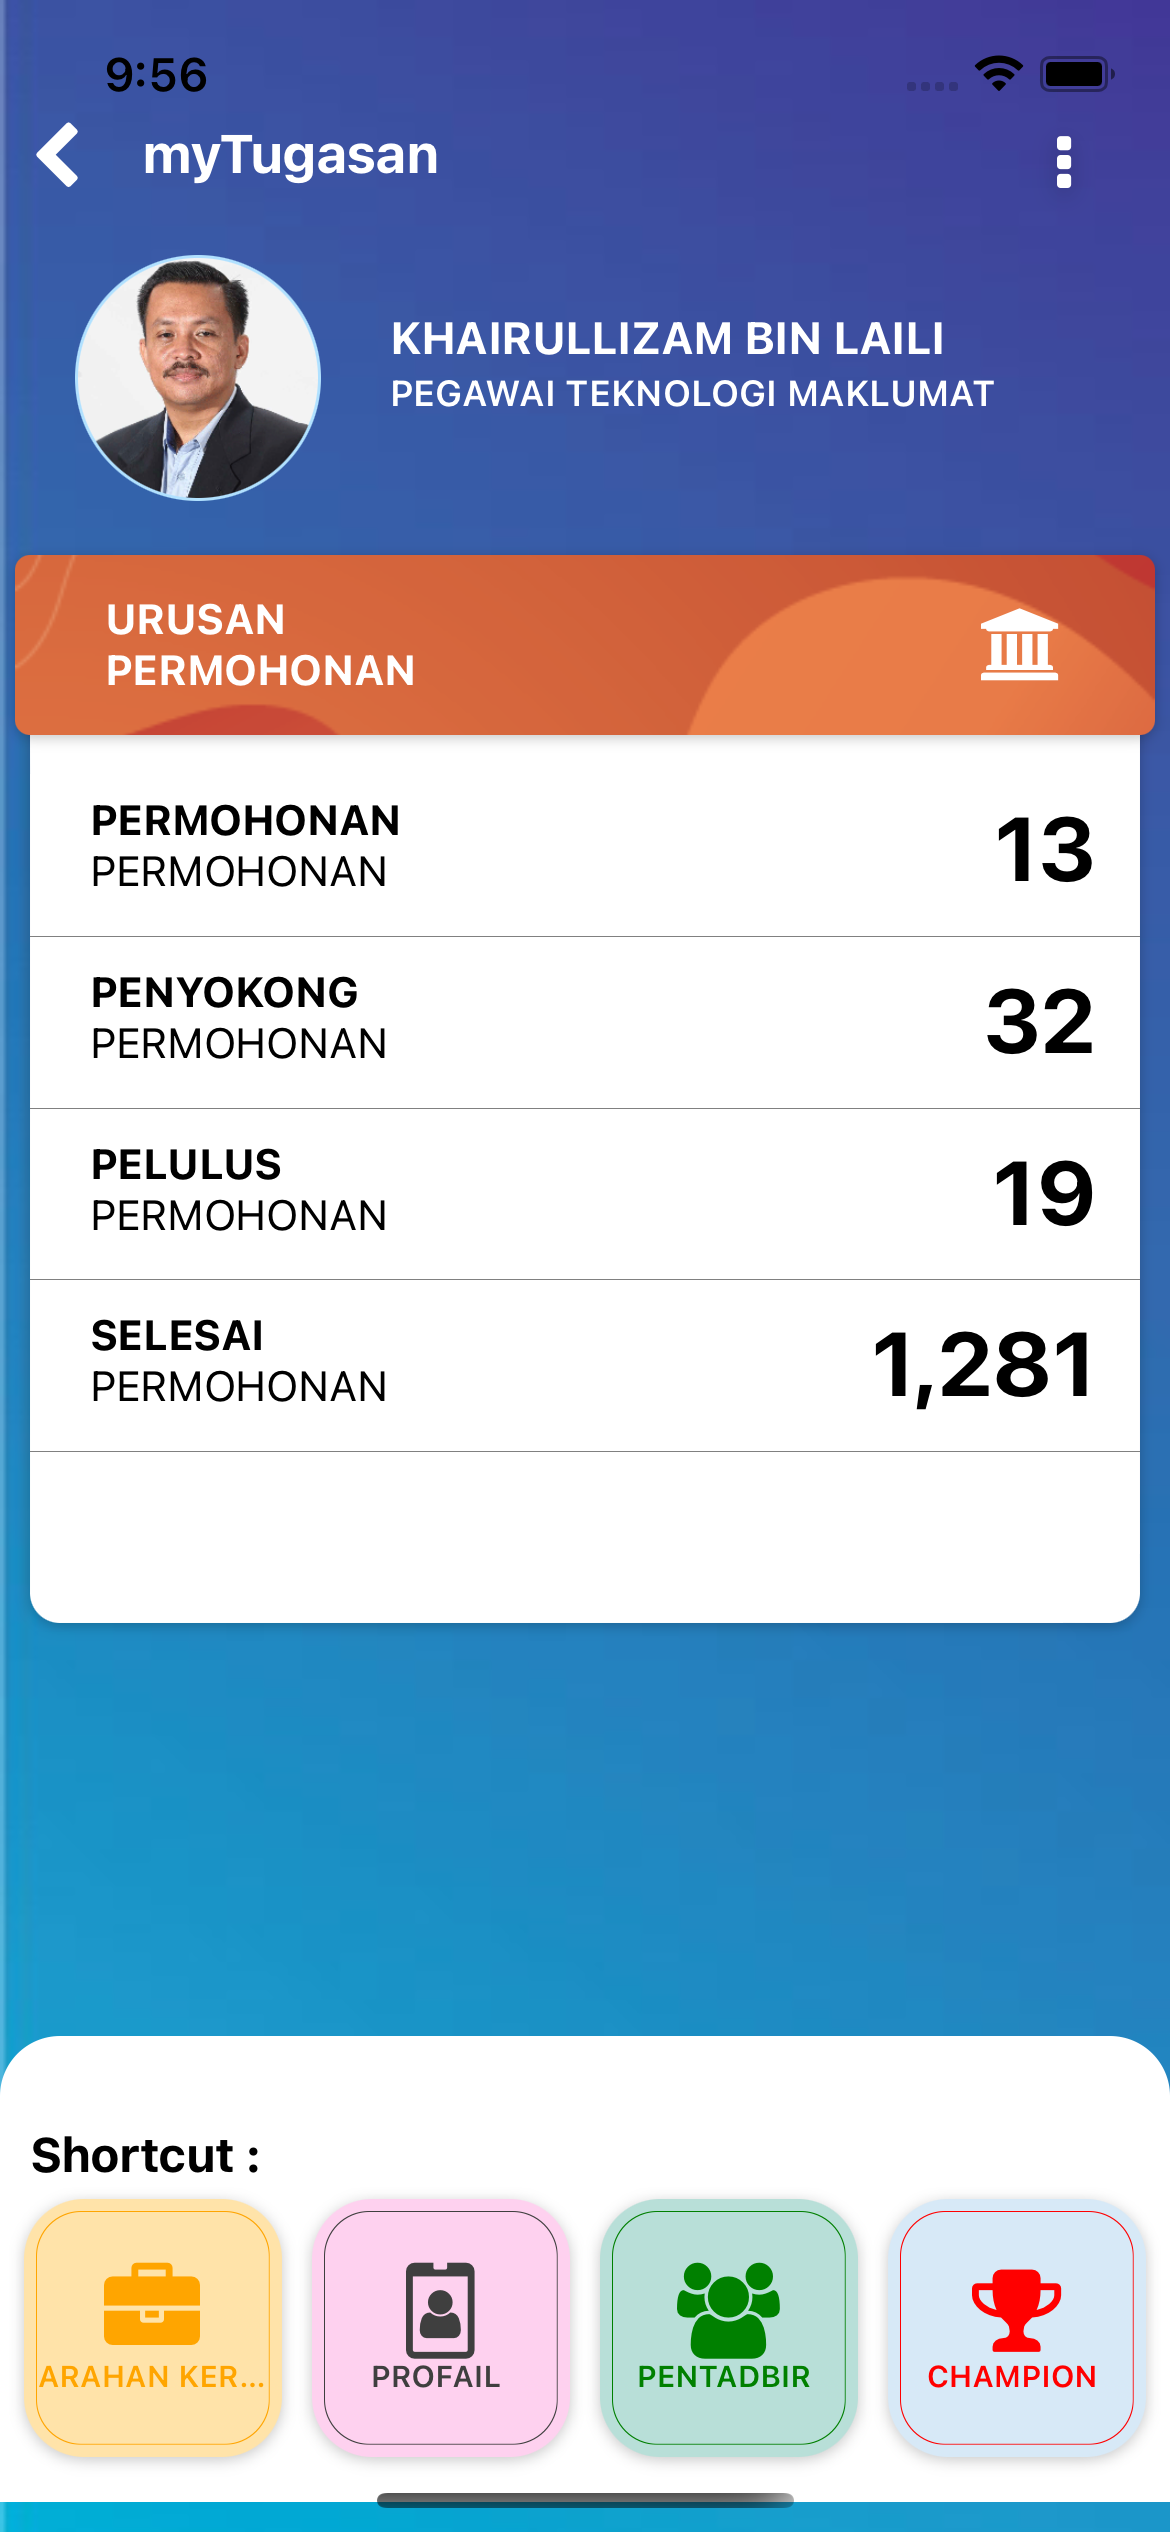 9:56
myTugasan
KHAIRULLIZAM BIN LAILI
PEGAWAI TEKNOLOGI MAKLUMAT
URUSAN
PERMOHONAN
PERMOHONAN
PERMOHONAN
13
PENYOKONG
PERMOHONAN
32
PELULUS
PERMOHONAN
19
SELESAI
PERMOHONAN
1,281
Shortcut :
ARAHAN KER...
PROFAIL
PENTADBIR
CHAMPION